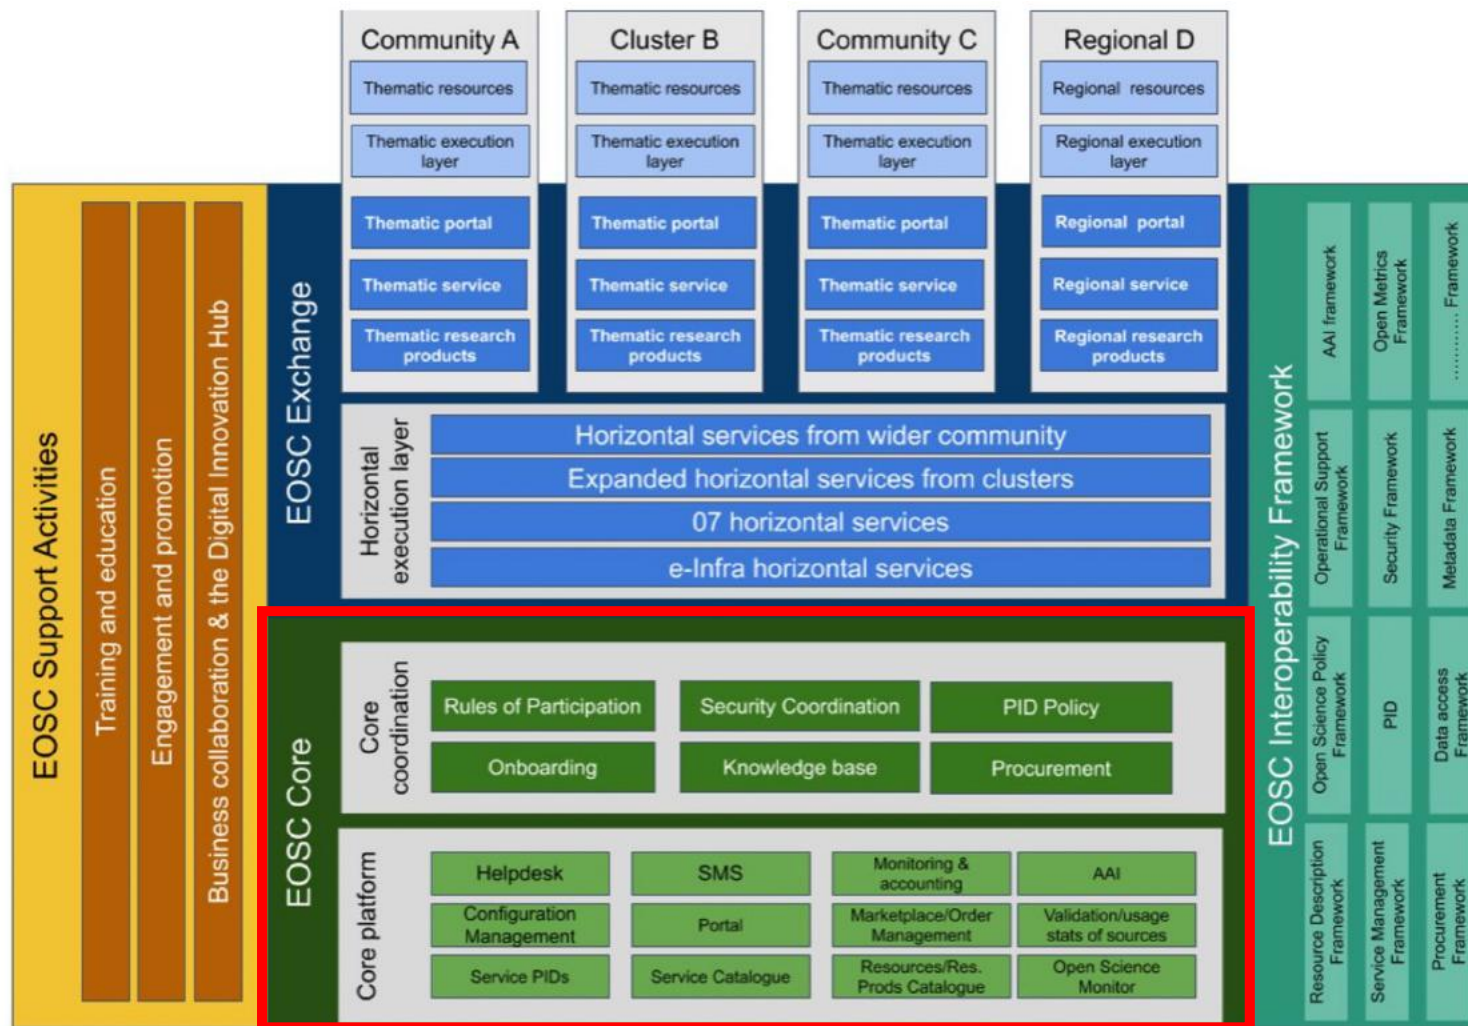 Community A
Thematic resources
Thematic execution
layer
Thematic portal
Thematic service
Thematic research
products
Cluster B
Thematic resources
Thematic execution
layer
Thematic portal
Thematic service
Thematic research
products
Community C
Thematic resources
Thematic execution
layer
Thematic portal
Thematic service
Thematic research
products
Regional D
Regional resources
Regional execution
layer
Regional portal
Regional service
Regional research
products
EOSC Support Activities
Training and education
Engagement and promotion
Business collaboration & the Digital Innovation Hub
EOSC Exchange
Horizontal
execution layer
Horizontal services from wider community
Expanded horizontal services from clusters
07 horizontal services
e-Infra horizontal services
EOSC Core
Core
coordination
Rules of Participation
Security Coordination
PID Policy
Onboarding
Knowledge base
Procurement
Core platform
Helpdesk
SMS
Monitoring &
accounting
AAI
Configuration
Management
Portal
Marketplace/Order
Management
Validation/usage
stats of sources
Service PIDs
Service Catalogue
Resources/Res.
Prods Catalogue
Open Science
Monitor
EOSC Interoperability Framework
AAI framework
Open Metrics
Framework
........... Framework
Operational Support
Framework
Security Framework
Metadata Framework
Open Science Policy
Framework
PID
Data access
Framework
Resource Description
Framework
Service Management
Framework
Procurement
Framework